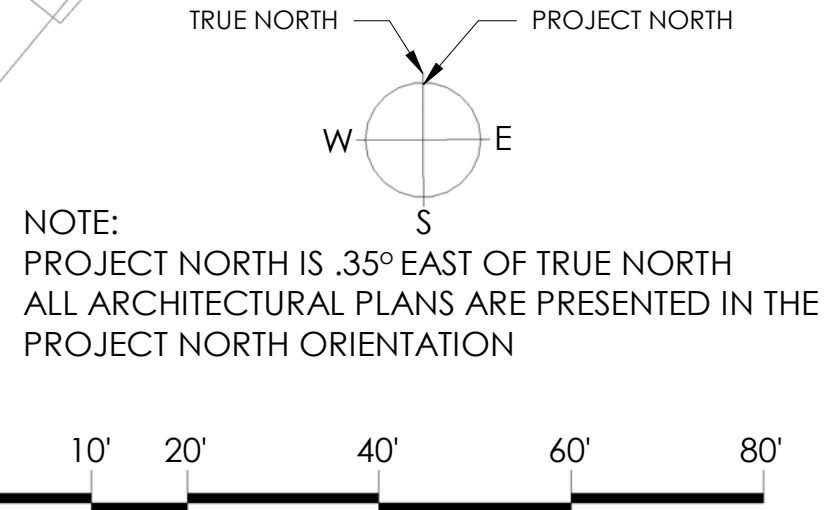 TRUE NORTH PROJECT NORTH
W E
S
NOTE:
PROJECT NORTH IS .35° EAST OF TRUE NORTH
ALL ARCHITECTURAL PLANS ARE PRESENTED IN THE
PROJECT NORTH ORIENTATION
10' 20' 40' 60' 80'